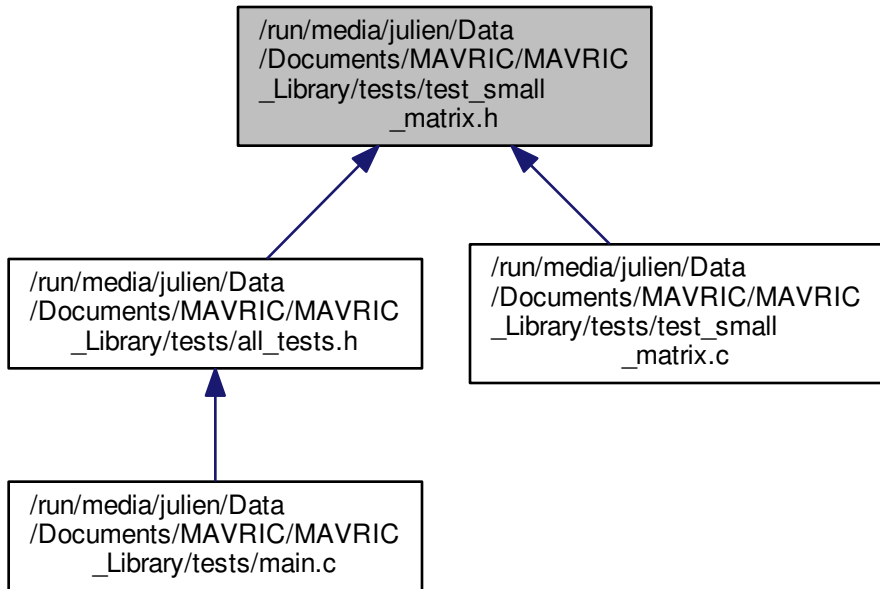 /run/media/julien/Data
/Documents/MAVRIC/MAVRIC
_Library/tests/test_small
_matrix.h
/run/media/julien/Data
/Documents/MAVRIC/MAVRIC
_Library/tests/all_tests.h
/run/media/julien/Data
/Documents/MAVRIC/MAVRIC
_Library/tests/test_small
_matrix.c
/run/media/julien/Data
/Documents/MAVRIC/MAVRIC
_Library/tests/main.c